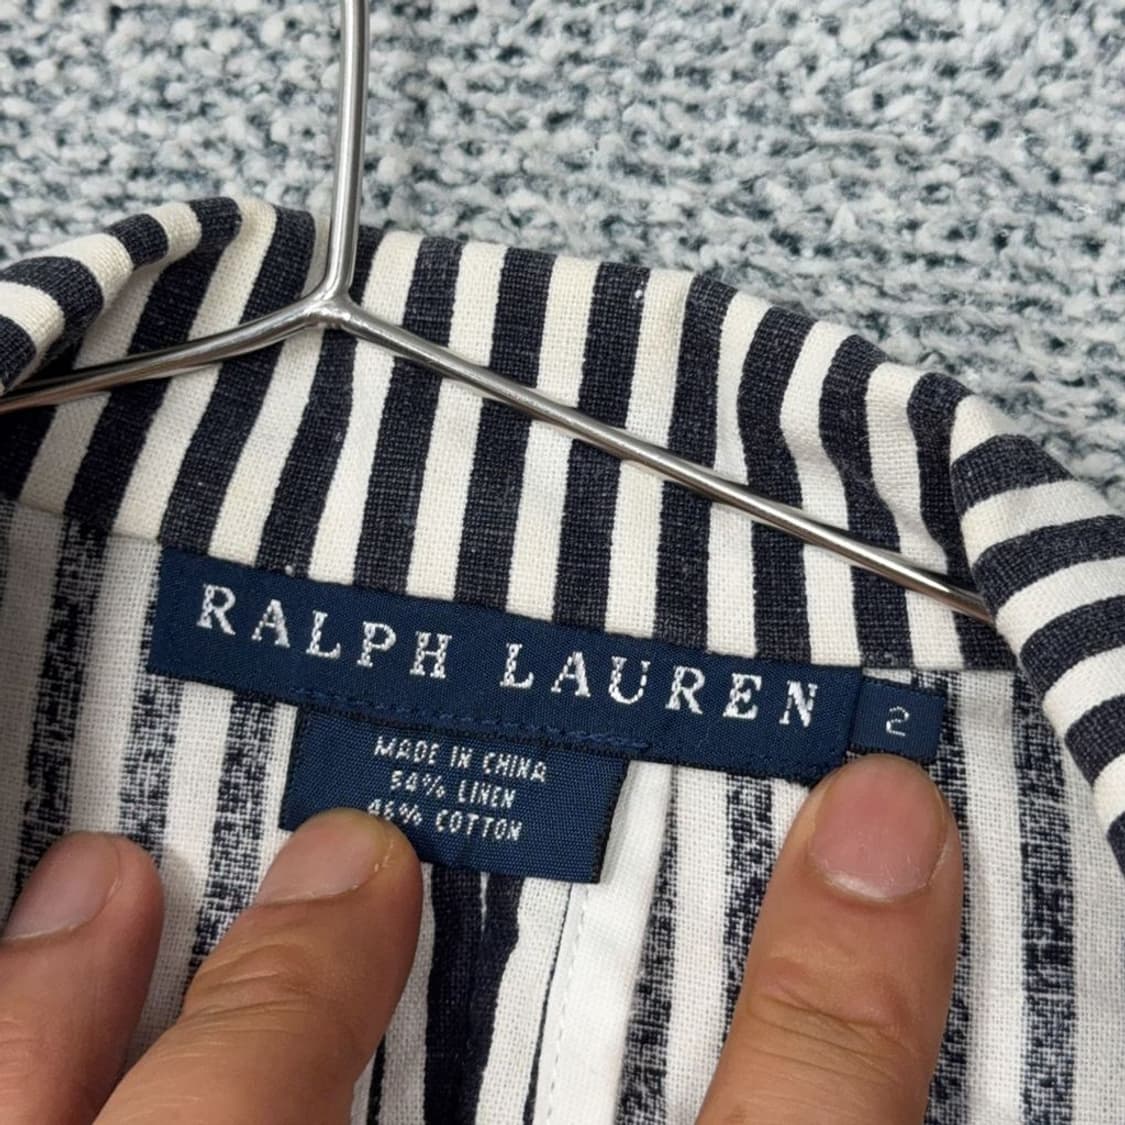 RALPH LAUREN
2
MADE IN CHINA
54% LINEN
46% COTTON